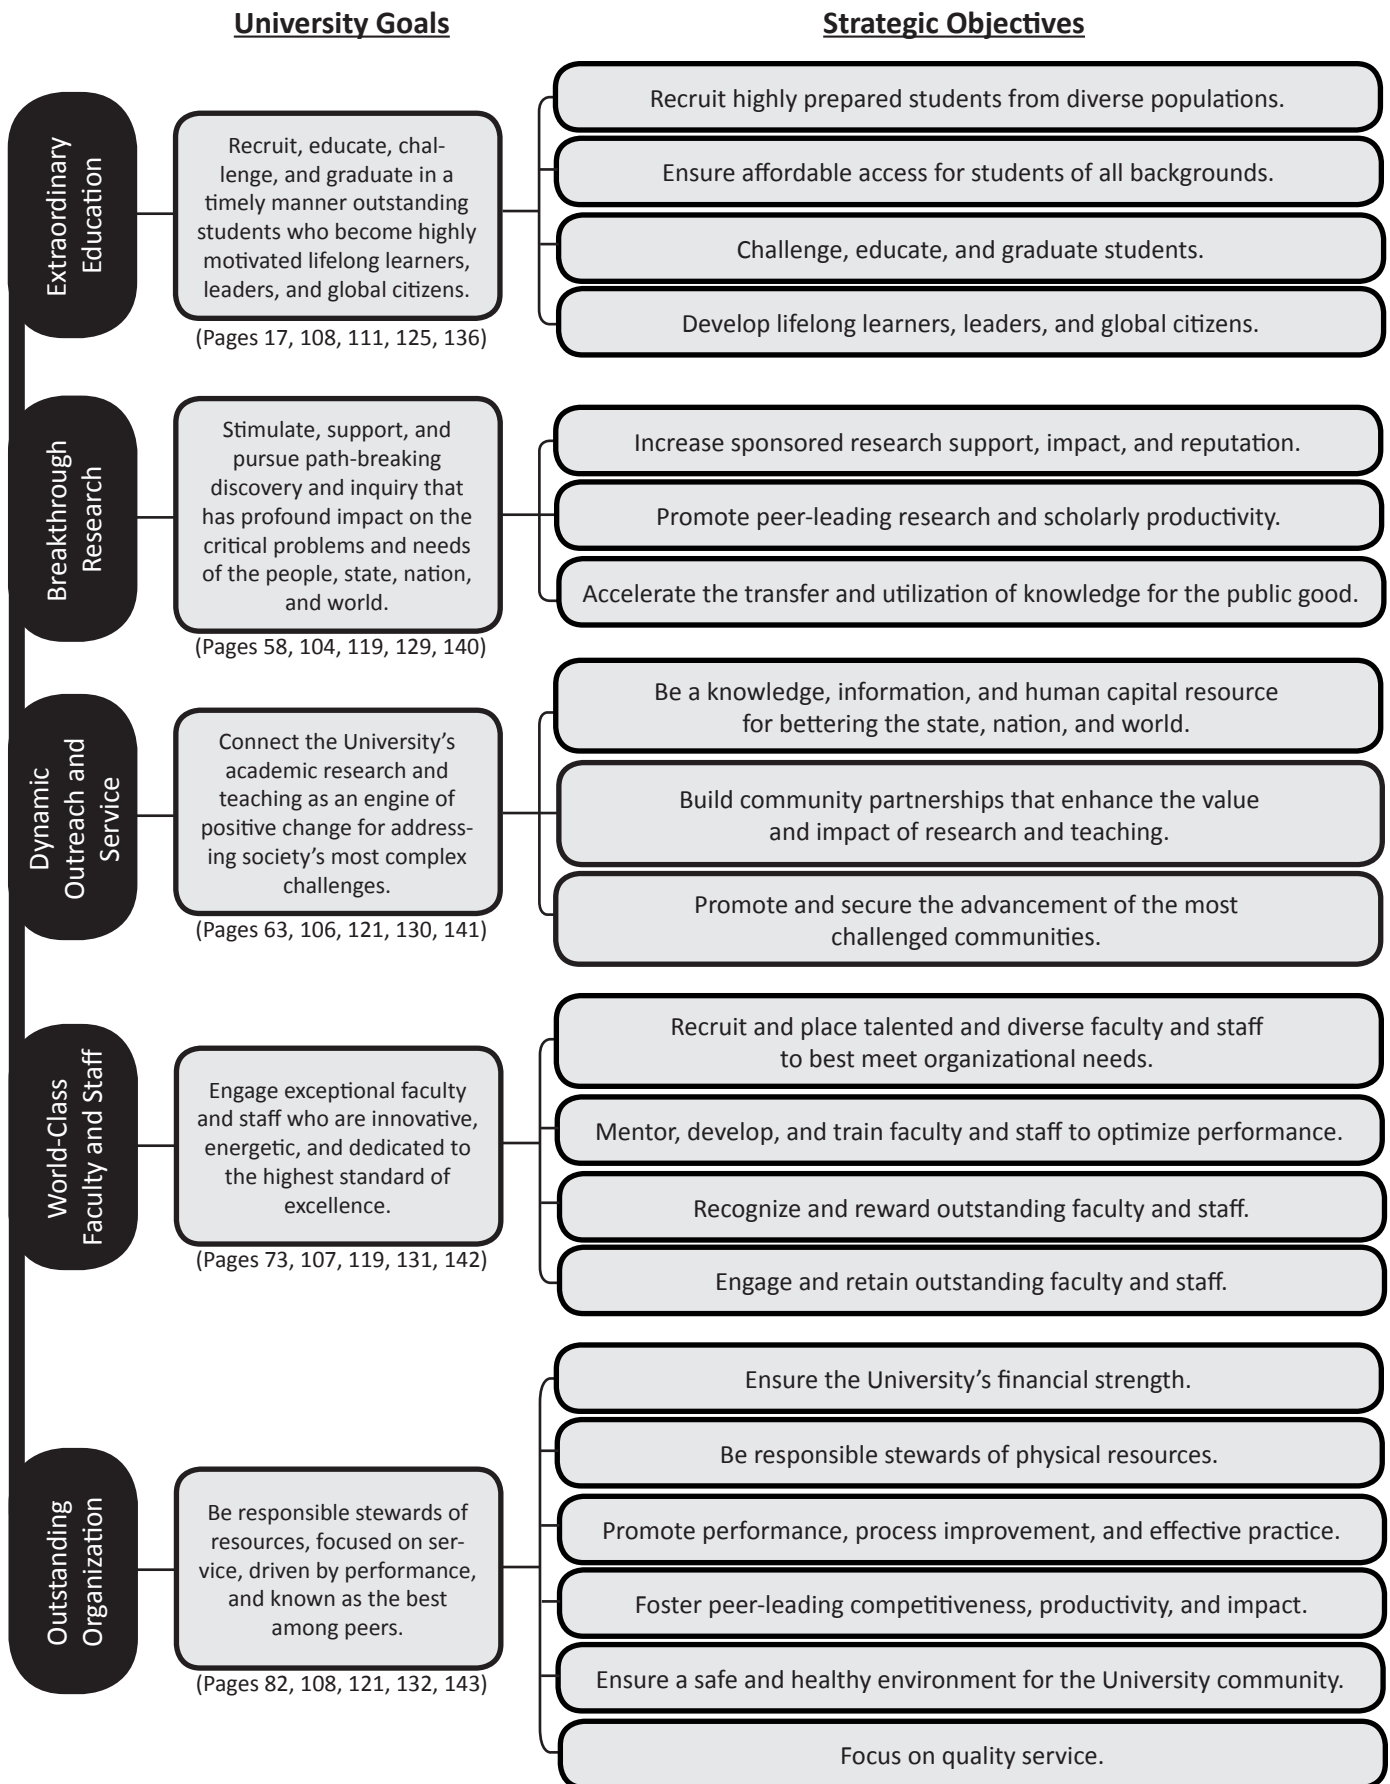 University Goals
Strategic Objectives
Extraordinary
Education
Recruit, educate, chal-
lenge, and graduate in a
timely manner outstanding
students who become highly
motivated lifelong learners,
leaders, and global citizens.
(Pages 17, 108, 111, 125, 136)
Recruit highly prepared students from diverse populations.
Ensure affordable access for students of all backgrounds.
Challenge, educate, and graduate students.
Develop lifelong learners, leaders, and global citizens.
Breakthrough
Research
Stimulate, support, and
pursue path-breaking
discovery and inquiry that
has profound impact on the
critical problems and needs
of the people, state, nation,
and world.
(Pages 58, 104, 119, 129, 140)
Increase sponsored research support, impact, and reputation.
Promote peer-leading research and scholarly productivity.
Accelerate the transfer and utilization of knowledge for the public good.
Dynamic
Outreach and
Service
Connect the University’s
academic research and
teaching as an engine of
positive change for address-
ing society’s most complex
challenges.
(Pages 63, 106, 121, 130, 141)
Be a knowledge, information, and human capital resource
for bettering the state, nation, and world.
Build community partnerships that enhance the value
and impact of research and teaching.
Promote and secure the advancement of the most
challenged communities.
World-Class
Faculty and Staff
Engage exceptional faculty
and staff who are innovative,
energetic, and dedicated to
the highest standard of
excellence.
(Pages 73, 107, 119, 131, 142)
Recruit and place talented and diverse faculty and staff
to best meet organizational needs.
Mentor, develop, and train faculty and staff to optimize performance.
Recognize and reward outstanding faculty and staff.
Engage and retain outstanding faculty and staff.
Outstanding
Organization
Be responsible stewards of
resources, focused on ser-
vice, driven by performance,
and known as the best
among peers.
(Pages 82, 108, 121, 132, 143)
Ensure the University’s financial strength.
Be responsible stewards of physical resources.
Promote performance, process improvement, and effective practice.
Foster peer-leading competitiveness, productivity, and impact.
Ensure a safe and healthy environment for the University community.
Focus on quality service.